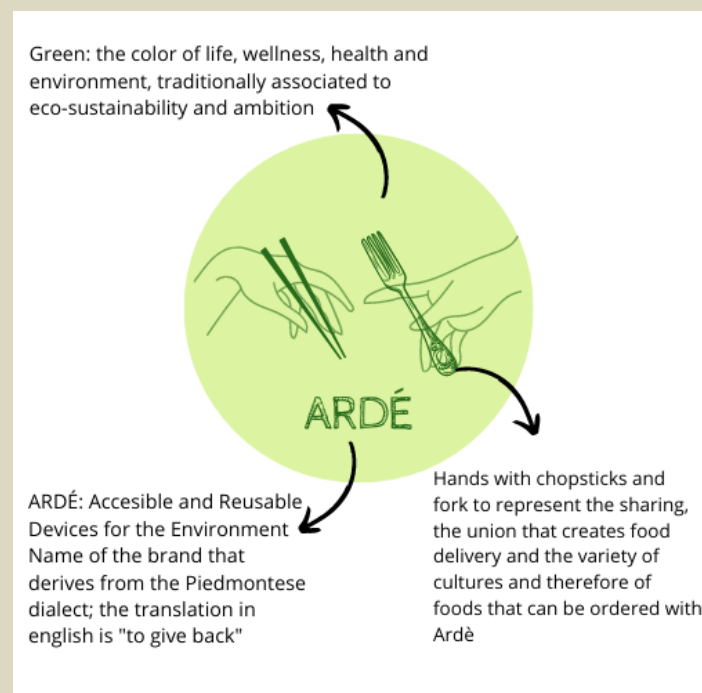 Green: the color of life, wellness, health and
environment, traditionally associated to
eco-sustainability and ambition
ARDÉ
ARDÉ: Accesible and Reusable
Devices for the Environment
Name of the brand that
derives from the Piedmontese
dialect; the translation in
english is "to give back"
Hands with chopsticks and
fork to represent the sharing,
the union that creates food
delivery and the variety of
cultures and therefore of
foods that can be ordered with
Ardè